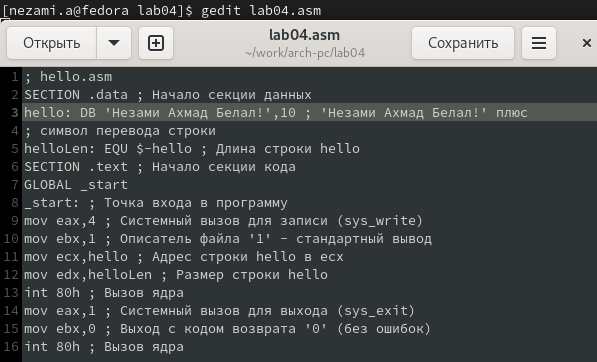 [nezami.a@fedora lab04]$ gedit lab04.asm
Открыть
lab04.asm
~/work/arch-pc/lab04
Сохранить
1 ; hello.asm
2 SECTION .data ; Начало секции данных
3 hello: DB 'Незами Ахмад Белал!',10 ; 'Незами Ахмад Белал!' плюс
4 ; символ перевода строки
5 helloLen: EQU $-hello ; Длина строки hello
6 SECTION .text ; Начало секции кода
7 GLOBAL _start
8 _start: ; Точка входа в программу
9 mov eax,4 ; Системный вызов для записи (sys_write)
10 mov ebx,1 ; Описатель файла '1' - стандартный вывод
11 mov ecx,hello ; Адрес строки hello в ecx
12 mov edx,helloLen ; Размер строки hello
13 int 80h ; Вызов ядра
14 mov eax,1 ; Системный вызов для выхода (sys_exit)
15 mov ebx,0 ; Выход с кодом возврата '0' (без ошибок)
16 int 80h ; Вызов ядра